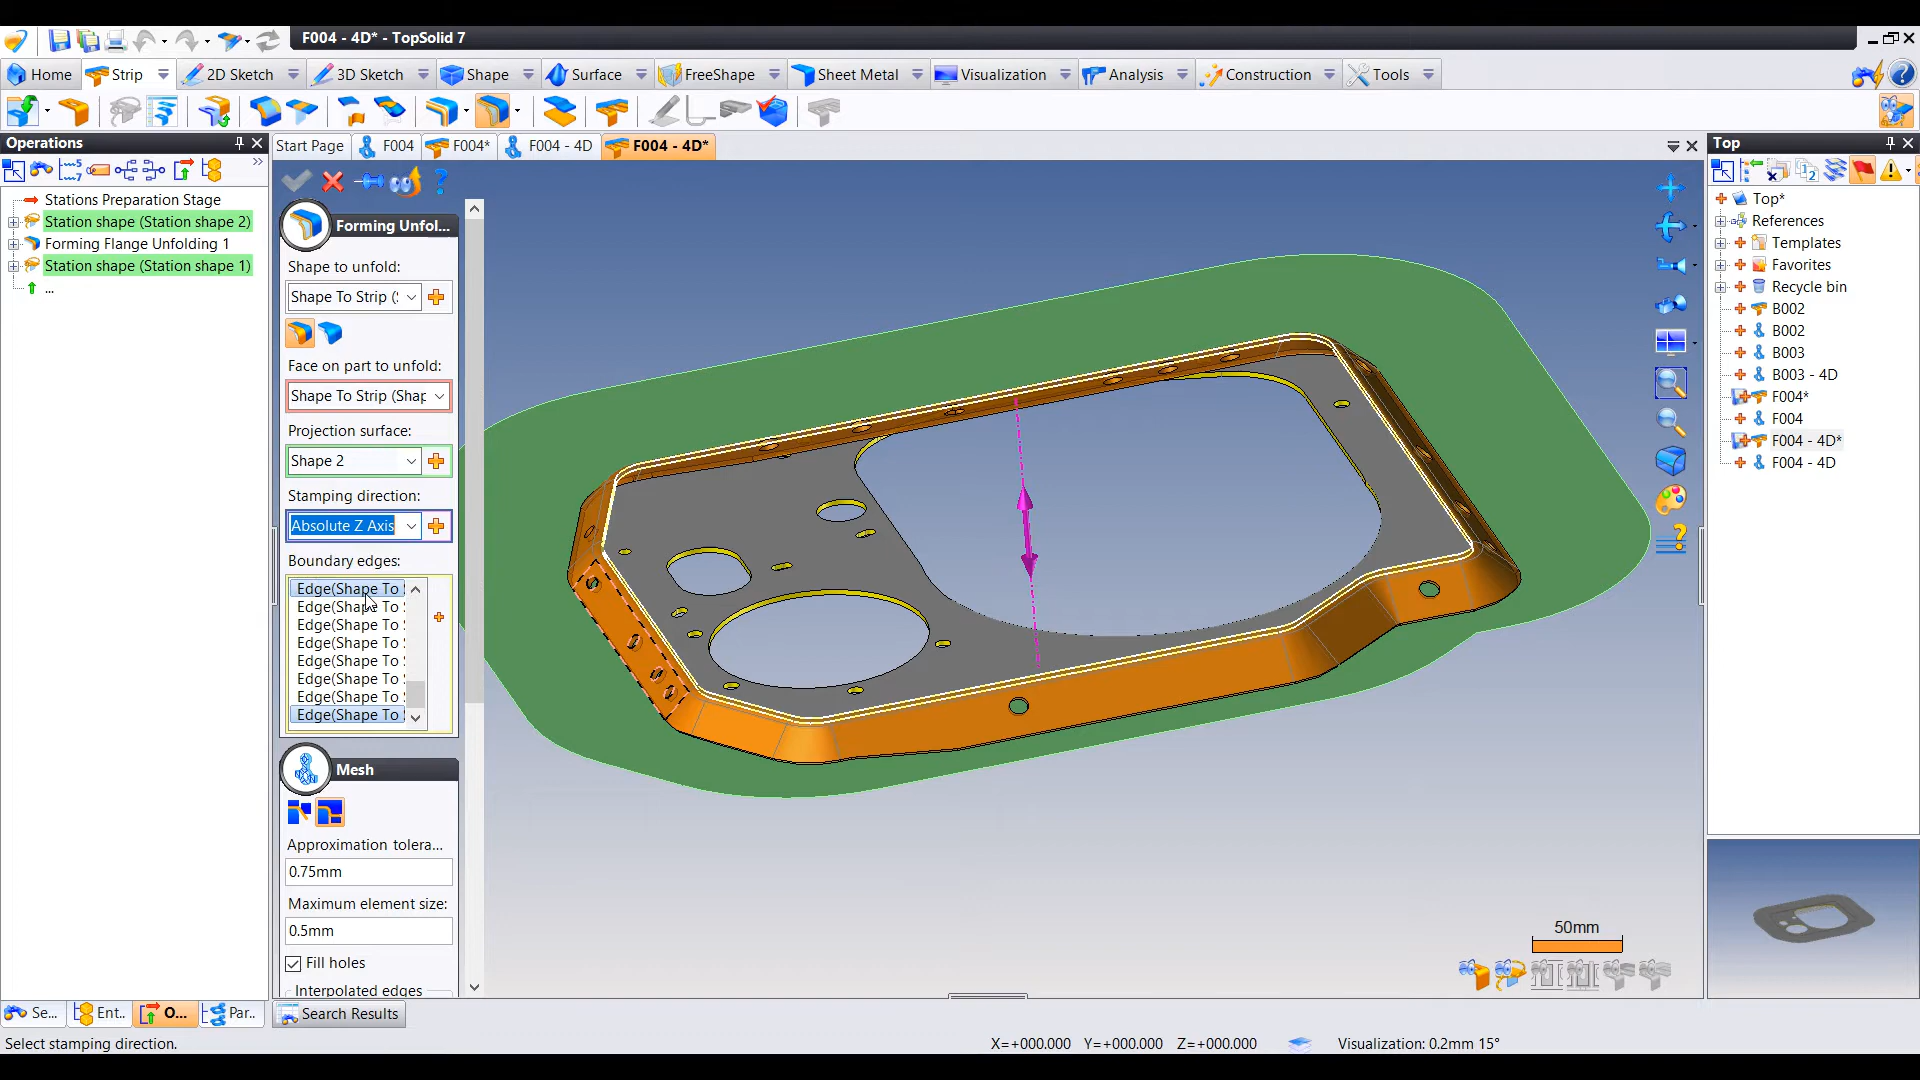 F004 - 4D* - TopSolid 7
Home
Strip
2D Sketch
3D Sketch
Shape
Surface
FreeShape
Sheet Metal
Visualization
Analysis
Construction
Tools
Operations
Start Page
F004
F004*
F004 - 4D
F004 - 4D*
Top
Stations Preparation Stage
Station shape (Station shape 2)
Forming Flange Unfolding 1
Station shape (Station shape 1)
...
Forming Unfol...
Shape to unfold:
Shape To Strip (
Face on part to unfold:
Shape To Strip (Shap
Projection surface:
Shape 2
Stamping direction:
Absolute Z Axis
Boundary edges:
Edge(Shape To
Edge(Shape To
Edge(Shape To
Edge(Shape To
Edge(Shape To
Edge(Shape To
Edge(Shape To
Edge(Shape To
Mesh
Approximation tolera...
0.75mm
Maximum element size:
0.5mm
Fill holes
Interpolated edges
50mm
Top*
References
Templates
Favorites
Recycle bin
B002
B002
B003
B003 - 4D
F004*
F004
F004 - 4D*
F004 - 4D
Se...
Ent..
O...
Par..
Search Results
Select stamping direction.
X=+000.000 Y=+000.000 Z=+000.000
Visualization: 0.2mm 15°